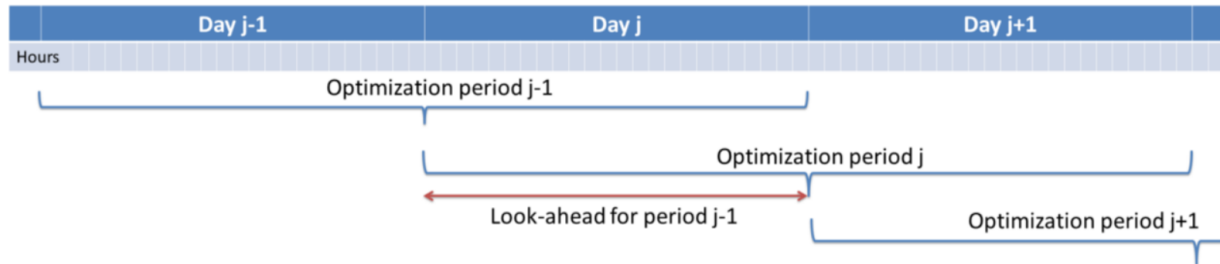 Day j-1 Day j Day j+1
Hours
Optimization period j-1
Optimization period j
Look-ahead for period j-1
Optimization period j+1